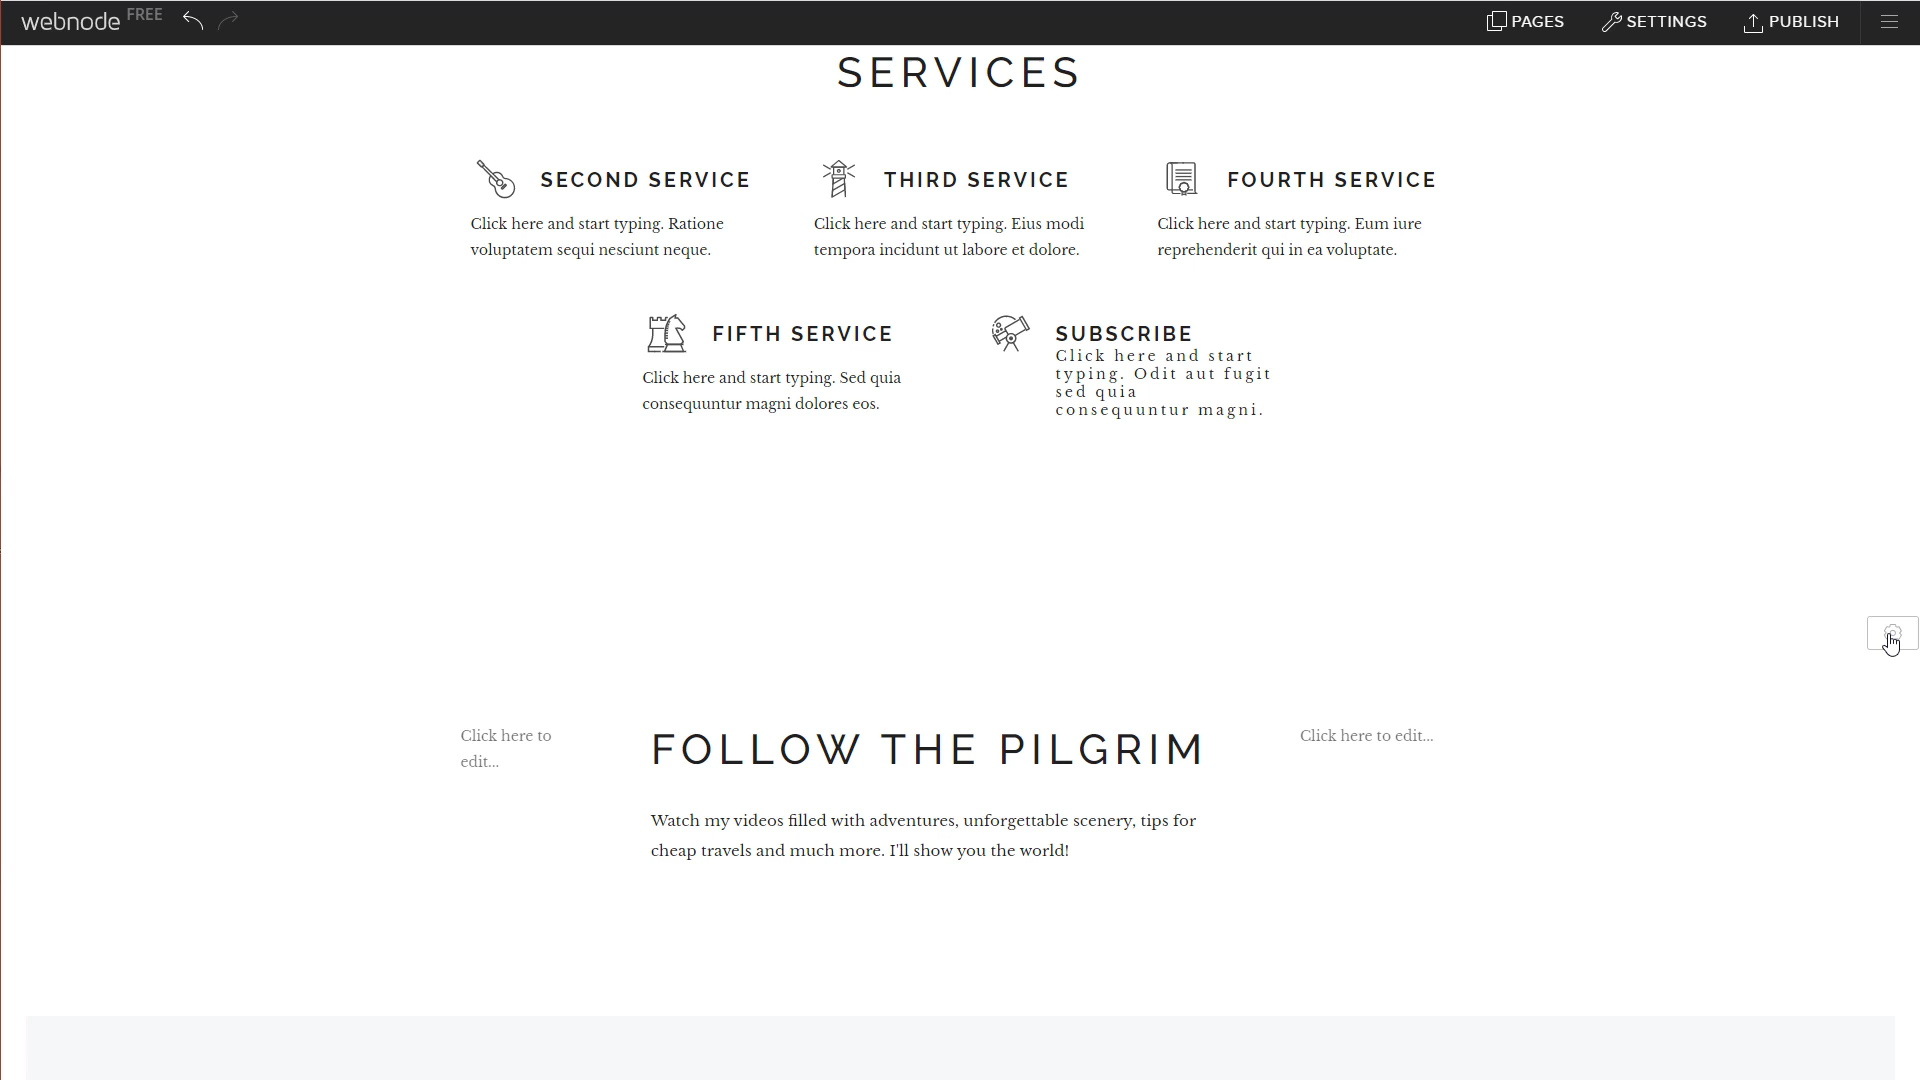 webnode FREE
PAGES
SETTINGS
PUBLISH
SERVICES
SECOND SERVICE
Click here and start typing. Ratione
voluptatem sequi nesciunt neque.
THIRD SERVICE
Click here and start typing. Eius modi
tempora incidunt ut labore et dolore.
FOURTH SERVICE
Click here and start typing. Eum iure
reprehenderit qui in ea voluptate.
FIFTH SERVICE
Click here and start typing. Sed quia
consequuntur magni dolores eos.
SUBSCRIBE
Click here and start
typing. Odit aut fugit
sed quia
consequuntur magni.
Click here to
edit...
FOLLOW THE PILGRIM
Watch my videos filled with adventures, unforgettable scenery, tips for
cheap travels and much more. I'll show you the world!
Click here to edit...